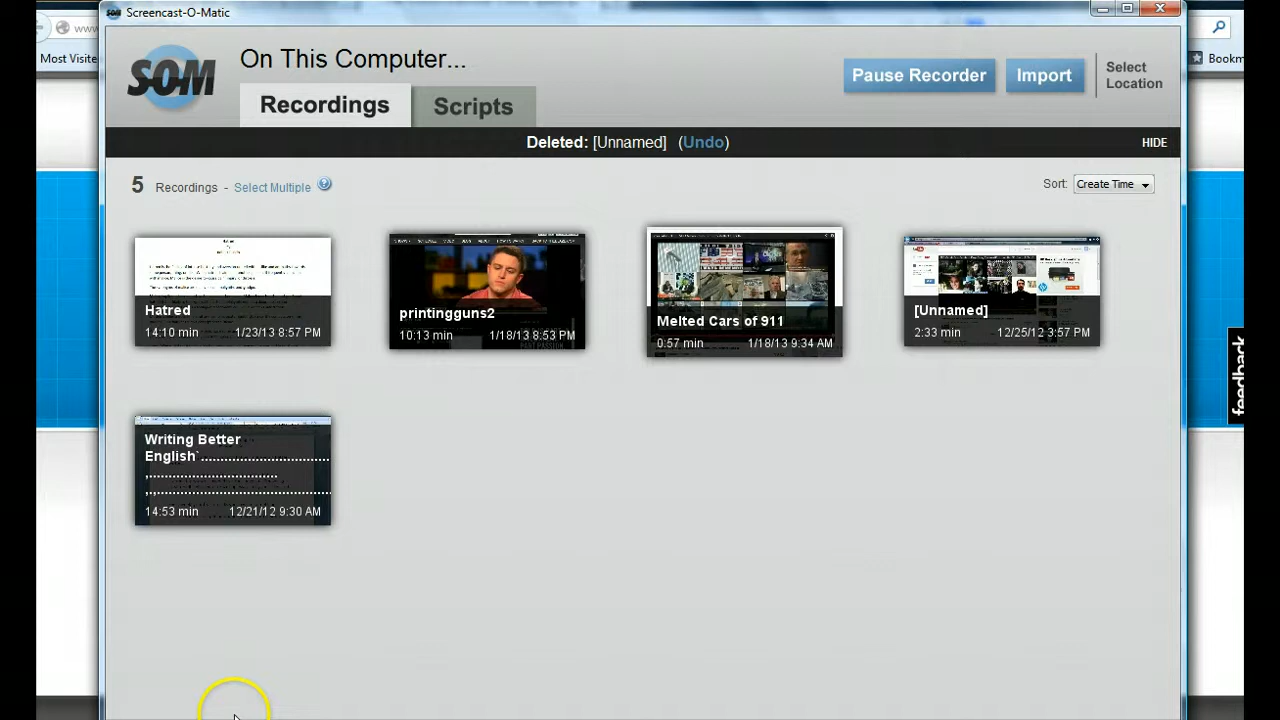 Screencast-O-Matic
www
Most Visite
Bookm
SOM
On This Computer...
Recordings
Scripts
Pause Recorder
Import
Select
Location
Deleted: [Unnamed] (Undo)
HIDE
5 Recordings - Select Multiple ?
Sort: Create Time
Hatred
14:10 min 1/23/13 8:57 PM
printingguns2
10:13 min 1/18/13 8:53 PM
Melted Cars of 911
0:57 min 1/18/13 9:34 AM
[Unnamed]
2:33 min 12/25/12 3:57 PM
feedback
Writing Better
English`
14:53 min 12/21/12 9:30 AM